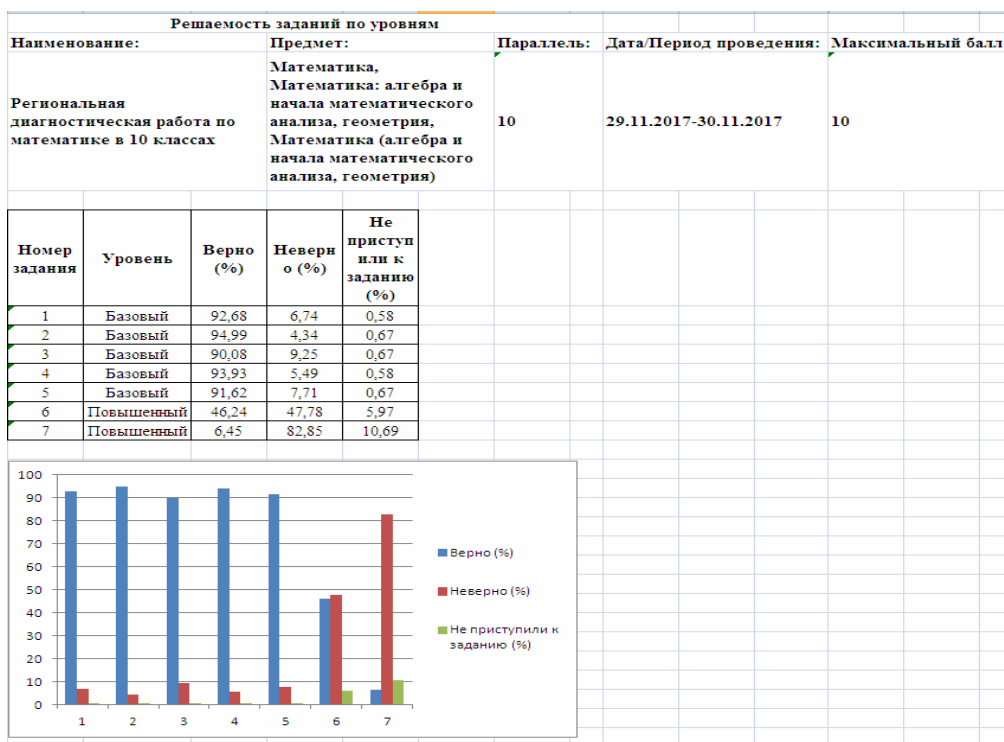 Решаемость заданий по уровням
Наименование: Предмет: Параллель: Дата/Период проведения: Максимальный балл
Региональная
диагностическая работа по
математике в 10 классах
Математика,
Математика: алгебра и
начала математического
анализа, геометрия,
Математика (алгебра и
начала математического
анализа, геометрия)
10
29.11.2017-30.11.2017
10
Номер
задания
Уровень
Верно
(%)
Неверн
о (%)
Не
приступ
или к
заданию
(%)
1 Базовый 92,68 6,74 0,58
2 Базовый 94,99 4,34 0,67
3 Базовый 90,08 9,25 0,67
4 Базовый 93,93 5,49 0,58
5 Базовый 91,62 7,71 0,67
6 Повышенный 46,24 47,78 5,97
7 Повышенный 6,45 82,85 10,69
100
90
80
70
60
50
40
30
20
10
0
1 2 3 4 5 6 7
Верно (%)
Неверно (%)
Не приступили к
заданию (%)